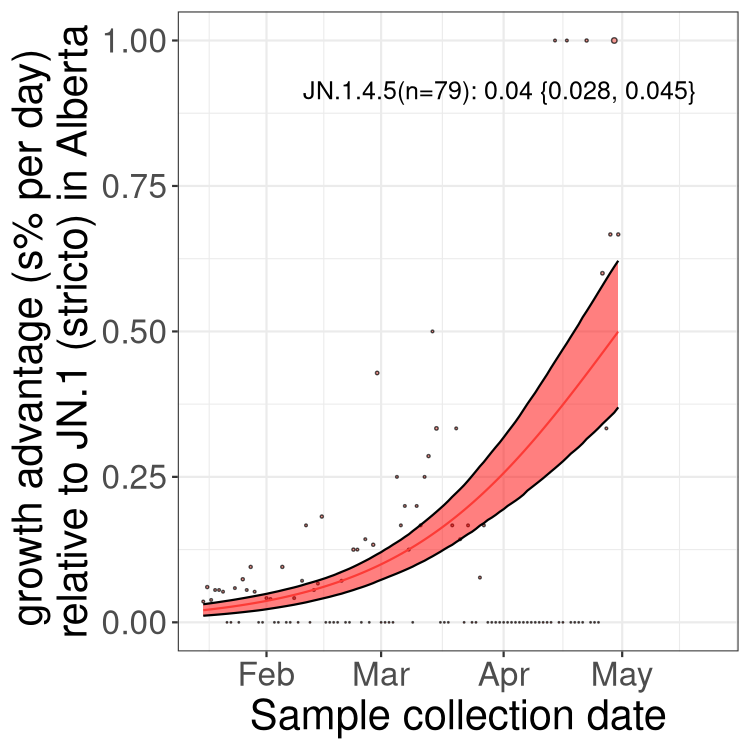 growth advantage (s% per day)
relative to JN.1 (stricto) in Alberta
1.00
0.75
0.50
0.25
0.00
JN.1.4.5(n=79): 0.04 {0.028, 0.045}
Feb Mar Apr May
Sample collection date